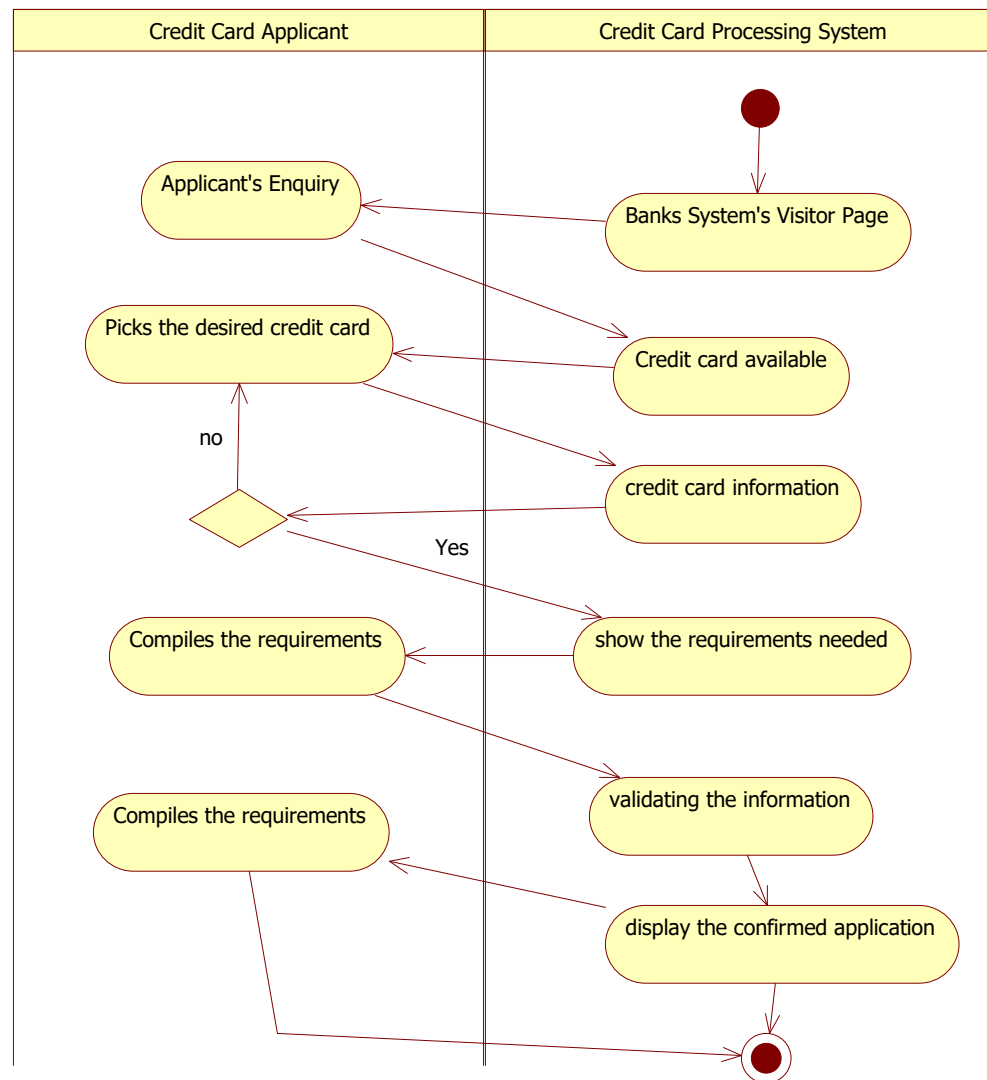 Credit Card Applicant
Credit Card Processing System
Applicant's Enquiry
Banks System's Visitor Page
Picks the desired credit card
Credit card available
no
credit card information
Yes
Compiles the requirements
show the requirements needed
validating the information
Compiles the requirements
display the confirmed application